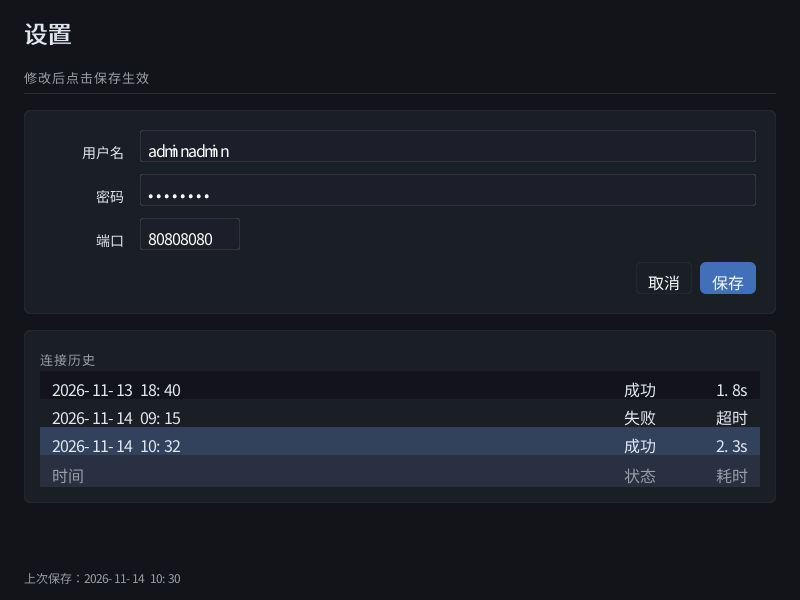 设置
修改后点击保存生效
用户名 adminadmin
密码 ••••••••
端口 80808080
取消 保存
连接历史
2026-11-13 18:40 成功 1.8s
2026-11-14 09:15 失败 超时
2026-11-14 10:32 成功 2.3s
时间 状态 耗时
上次保存：2026-11-14 10:30